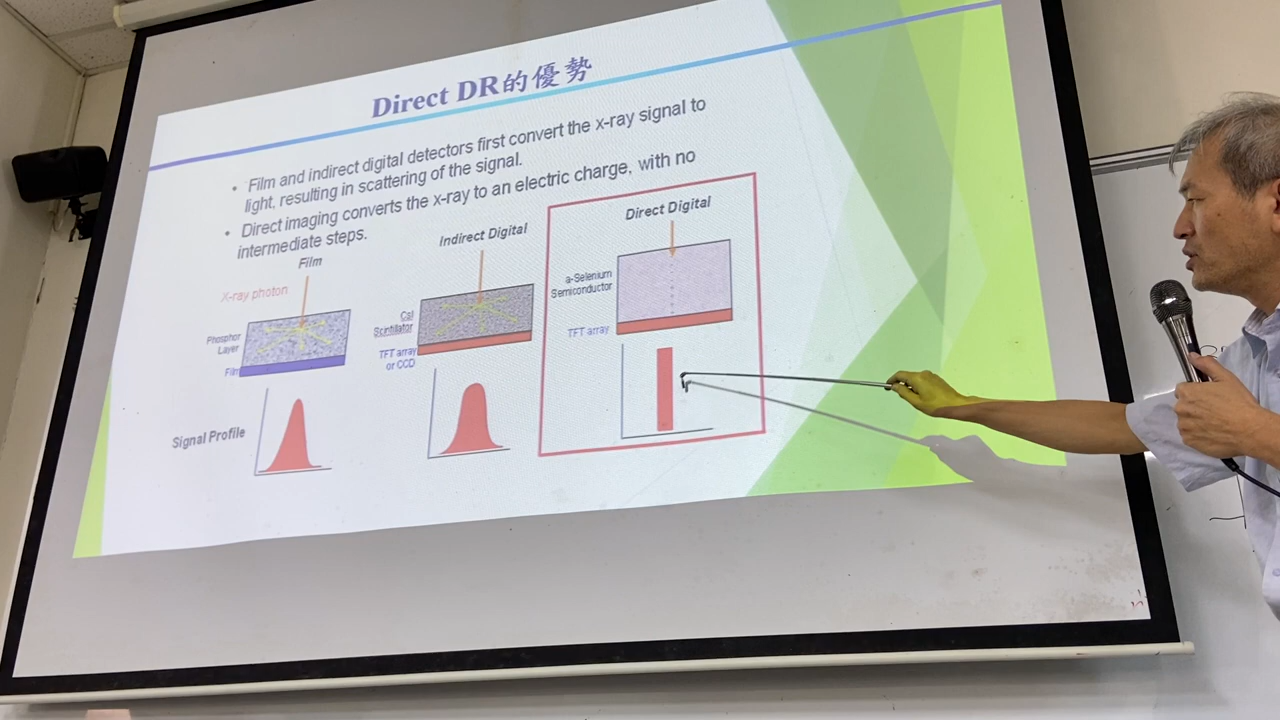 Direct DR的優勢
• Film and indirect digital detectors first convert the x-ray signal to
light, resulting in scattering of the signal.
• Direct imaging converts the x-ray to an electric charge, with no
intermediate steps.
Film
Indirect Digital
Direct Digital
X-ray photon
Phosphor
Layer
Film
CsI
Scintilator
TFT array
or CCD
a-Selenium
Semiconductor
TFT array
Signal Profile